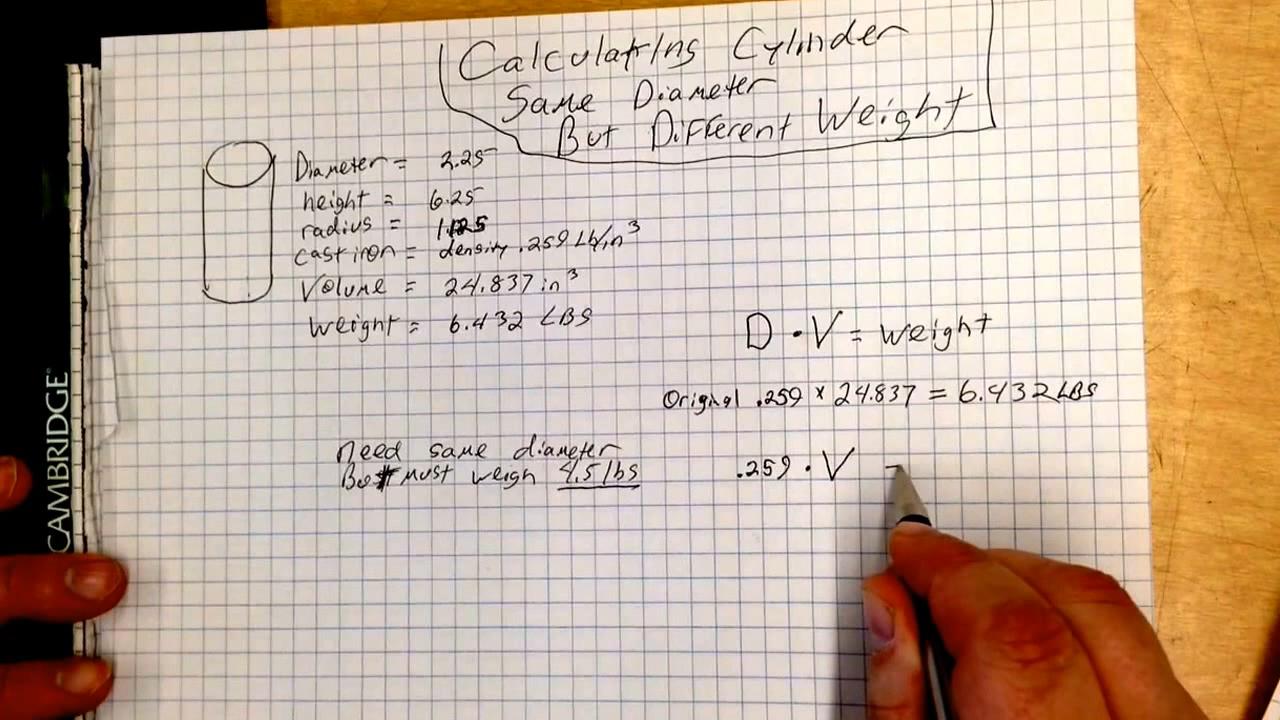 Calculating Cylinder
Same Diameter
But Different Weight
Diameter = 2.25
height = 6.25
radius = 1.125
cast iron = density .259 Lb/in³
Volume = 24.837 in³
Weight = 6.432 LBS
D · V = weight
Original .259 × 24.837 = 6.432 LBS
need same diameter
But must weigh 4.5 lbs
.259 · V
CAMBRIDGE